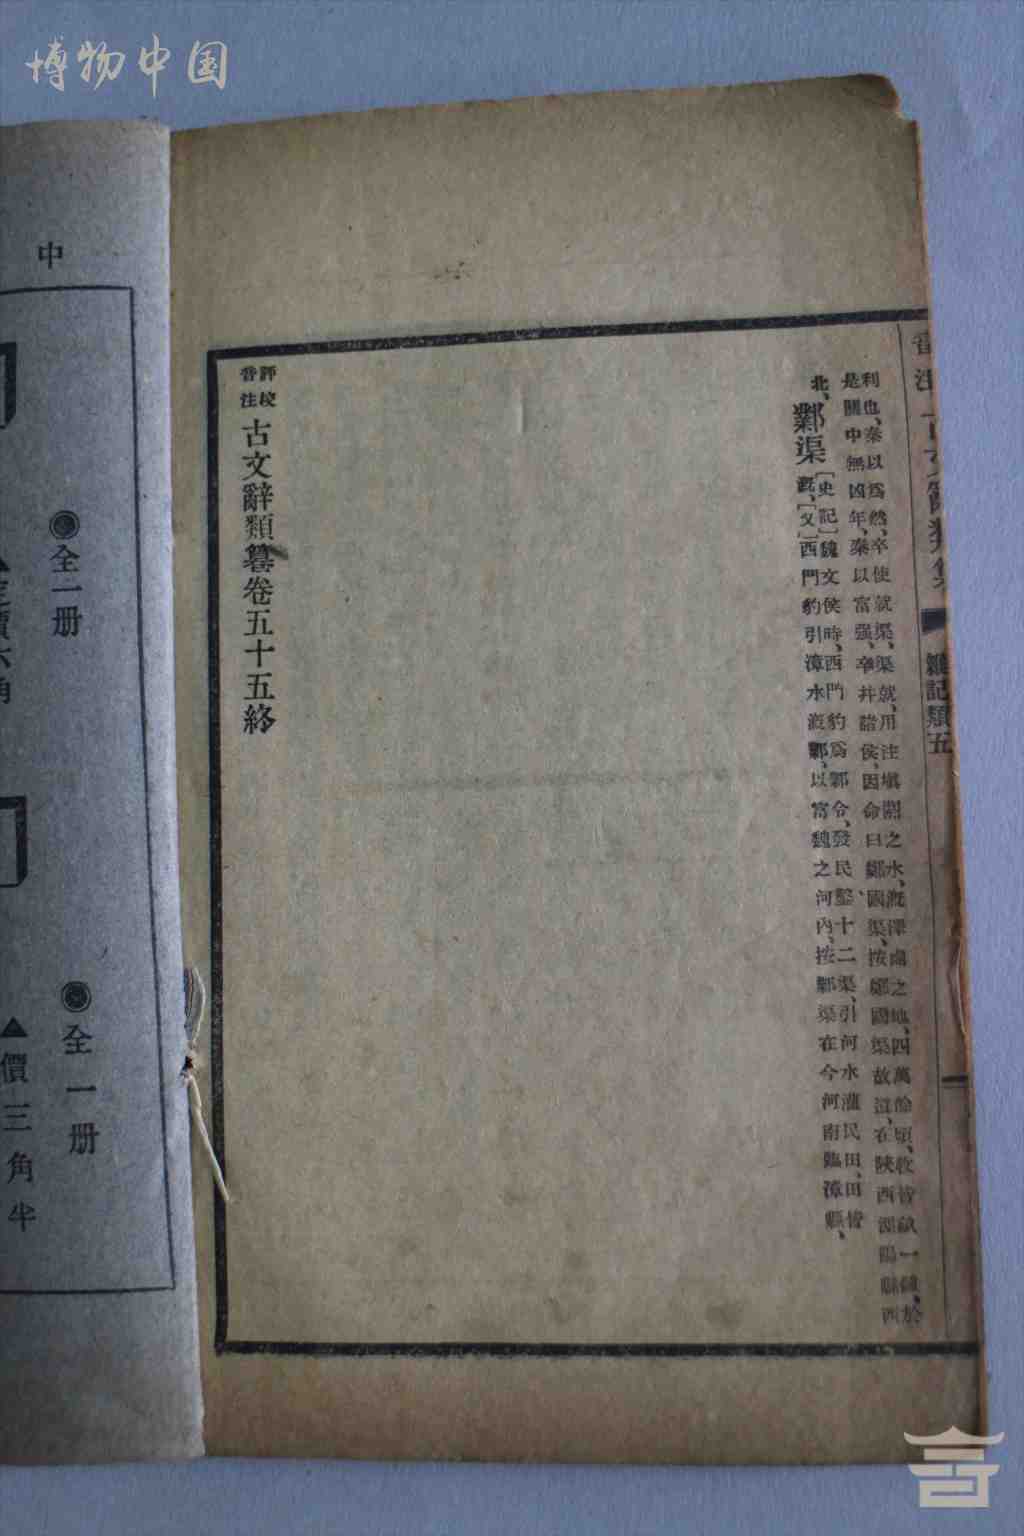 博物中国
雜記類五
利也、秦以為然、卒使就渠、渠就、用注填閼之水、溉澤鹵之地、四萬餘頃、收皆畝一鍾、於
是關中無凶年、秦以富强、卒并諸侯、因命曰鄭國渠、按鄭國渠故道、在陝西涇陽縣西
北、
鄴渠
[史記]魏文侯時、西門豹為鄴令、發民鑿十二渠、引河水灌民田、田皆
溉、[又]西門豹引漳水溉鄴、以富魏之河內、按鄴渠在今河南臨漳縣、
評校
音注
古文辭類纂卷五十五終
中
全一册
全一册
▲價三角半